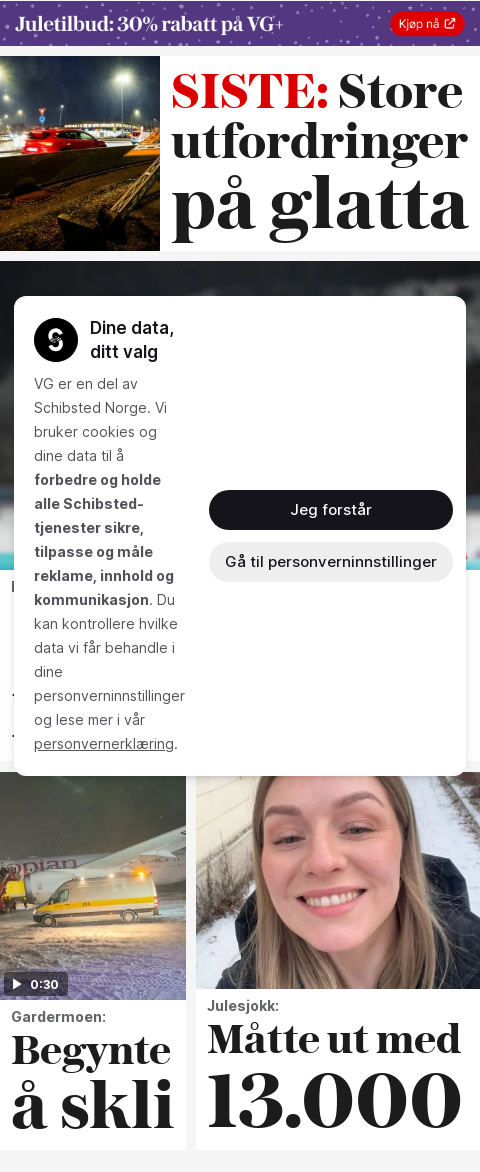 Juletilbud: 30% rabatt på VG+
Kjøp nå
SISTE: Store
utfordringer
på glatta
Dine data,
ditt valg
VG er en del av
Schibsted Norge. Vi
bruker cookies og
dine data til å
forbedre og holde
alle Schibsted-
tjenester sikre,
tilpasse og måle
reklame, innhold og
kommunikasjon. Du
kan kontrollere hvilke
data vi får behandle i
dine
personverninnstillinger
og lese mer i vår
personvernerklæring.
Jeg forstår
Gå til personverninnstillinger
0:30
Gardermoen:
Begynte
å skli
Julesjokk:
Måtte ut med
13.000